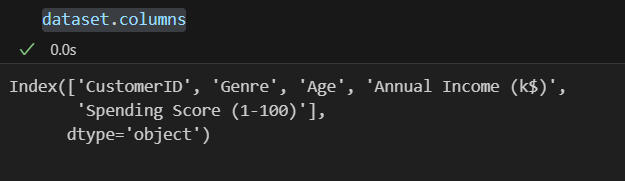 dataset.columns
0.0s
Index(['CustomerID', 'Genre', 'Age', 'Annual Income (k$)',
'Spending Score (1-100)'],
dtype='object')